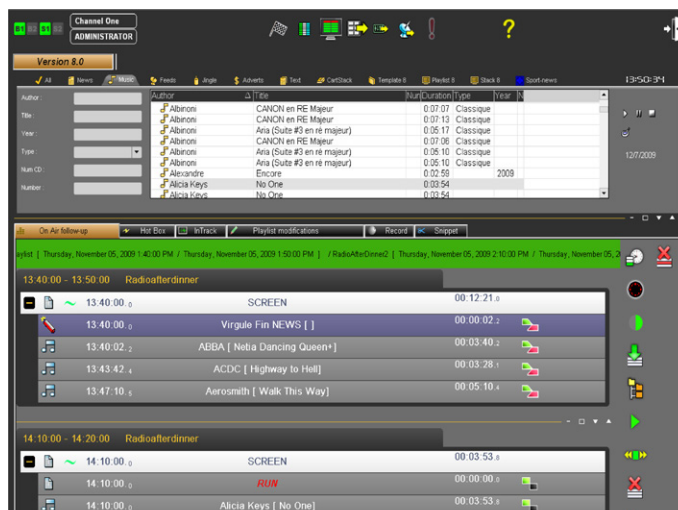 B1 B2 S1 S2 Channel One
ADMINISTRATOR
?
Version 8.0
All News Music Feeds Jingle Adverts Text CartStack Template 8 Playlist 8 Stack 8 Sport-news 13:50:34
Author : Author Title Num Duration Type Year N
Albinoni CANON en RE Majeur 0:07:07 Classique
Title : Albinoni CANON en RE Majeur 0:07:13 Classique
Albinoni Aria (Suite #3 en ré majeur) 0:05:17 Classique
Year : Albinoni CANON en RE Majeur 0:07:06 Classique
Albinoni Aria (Suite #3 en ré majeur) 0:05:10 Classique
Type : Albinoni Aria (Suite #3 en ré majeur) 0:05:10 Classique 12/7/2009
Num CD : Alexandre Encore 0:02:59 2009
Number : Alicia Keys No One 0:03:54
Alicia Keys No One 0:03:54
On Air follow-up Hot Box InTrack Playlist modifications Record Snippet
aylist [ Thursday, November 05, 2009 1:40:00 PM / Thursday, November 05, 2009 1:50:00 PM ] / RadioAfterDinner2 [ Thursday, November 05, 2009 2:10:00 PM / Thursday, November 05, 2
13:40:00 - 13:50:00 Radioafterdinner
13:40:00.0 SCREEN 00:12:21.0
13:40:00.0 Virgule Fin NEWS [ ] 00:00:02.2
13:40:02.2 ABBA [ Netia Dancing Queen+] 00:03:40.2
13:43:42.4 ACDC [ Highway to Hell] 00:03:28.1
13:47:10.5 Aerosmith [ Walk This Way] 00:05:10.4
14:10:00 - 14:20:00 Radioafterdinner
14:10:00.0 SCREEN 00:03:53.8
14:10:00.0 RUN 00:00:00.0
14:10:00.0 Alicia Keys [ No One] 00:03:53.8